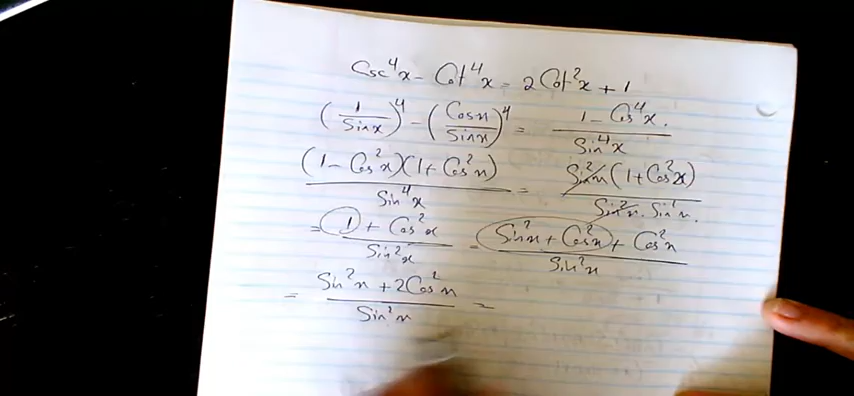 Csc⁴x - Cot⁴x = 2Cot²x + 1
(1/Sinx)⁴ - (Cosx/Sinx)⁴ = (1 - Cos⁴x)/(Sin⁴x)
((1 - Cos²x)(1 + Cos²x))/(Sin⁴x) = (Sin²x(1 + Cos²x))/(Sin²x · Sin²x)
= (1 + Cos²x)/(Sin²x) = (Sin²x + Cos²x + Cos²x)/(Sin²x)
= (Sin²x + 2Cos²x)/(Sin²x) =